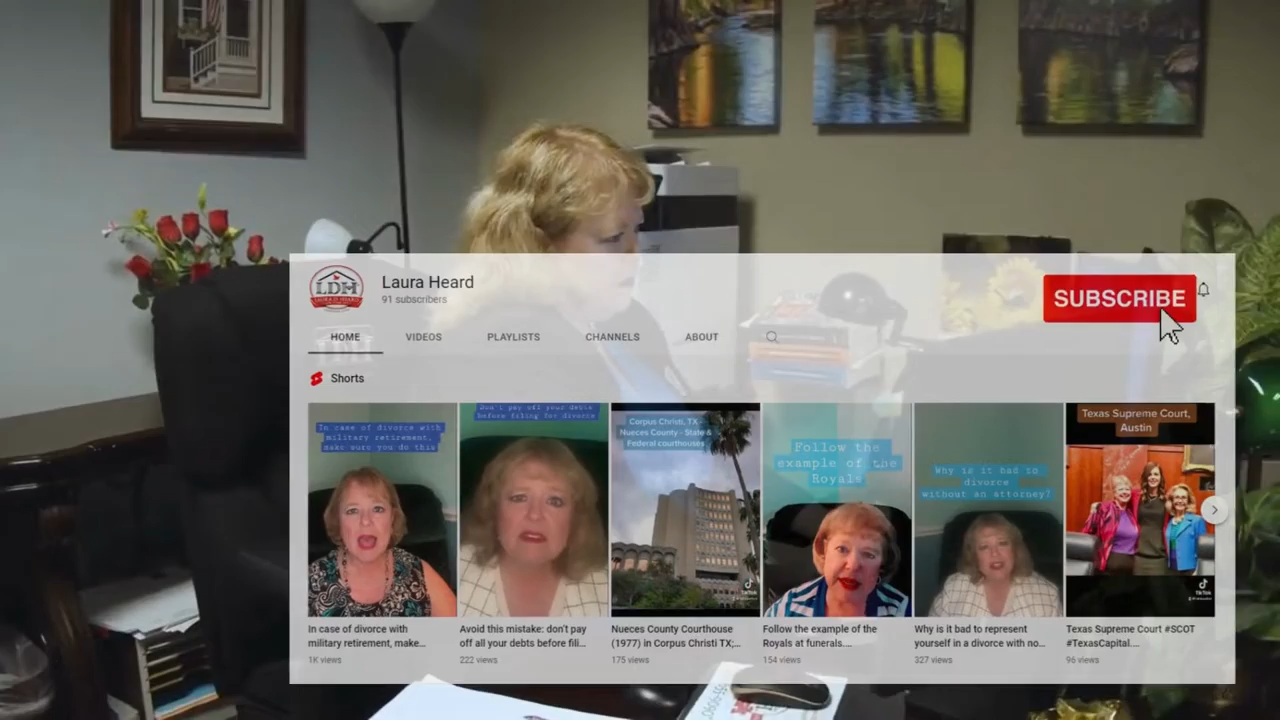 LDH
LAURA D. HEARD
Laura Heard
91 subscribers
SUBSCRIBE
HOME
VIDEOS
PLAYLISTS
CHANNELS
ABOUT
Shorts
In case of divorce with
military retirement,
make sure you do this
Don't pay off your debts
before filing for divorce
Corpus Christi, TX -
Nueces County - State &
Federal courthouses
TikTok
Follow the
example of the
Royals
Why is it bad to
divorce
without an attorney?
Texas Supreme Court,
Austin
TikTok
In case of divorce with
military retirement, make...
1K views
Avoid this mistake: don't pay
off all your debts before fili...
222 views
Nueces County Courthouse
(1977) in Corpus Christi TX;...
175 views
Follow the example of the
Royals at funerals....
154 views
Why is it bad to represent
yourself in a divorce with no...
327 views
Texas Supreme Court #SCOT
#TexasCapital....
96 views